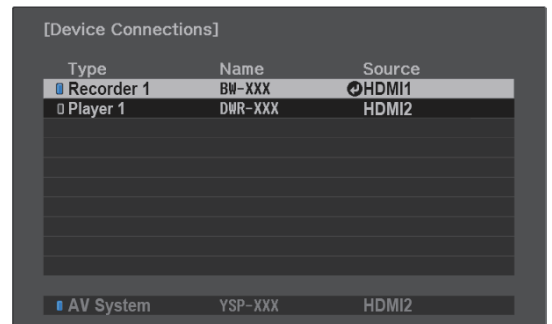 [Device Connections]
Type Name Source
Recorder 1 BW-XXX HDMI1
Player 1 DWR-XXX HDMI2
AV System YSP-XXX HDMI2